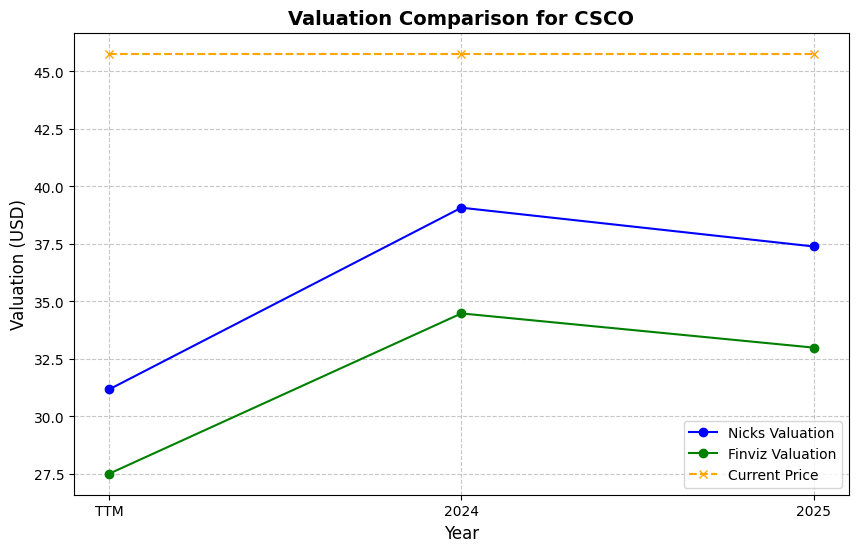 Valuation Comparison for CSCO
Valuation (USD)
45.0
42.5
40.0
37.5
35.0
32.5
30.0
27.5
TTM
2024
2025
Year
Nicks Valuation
Finviz Valuation
Current Price